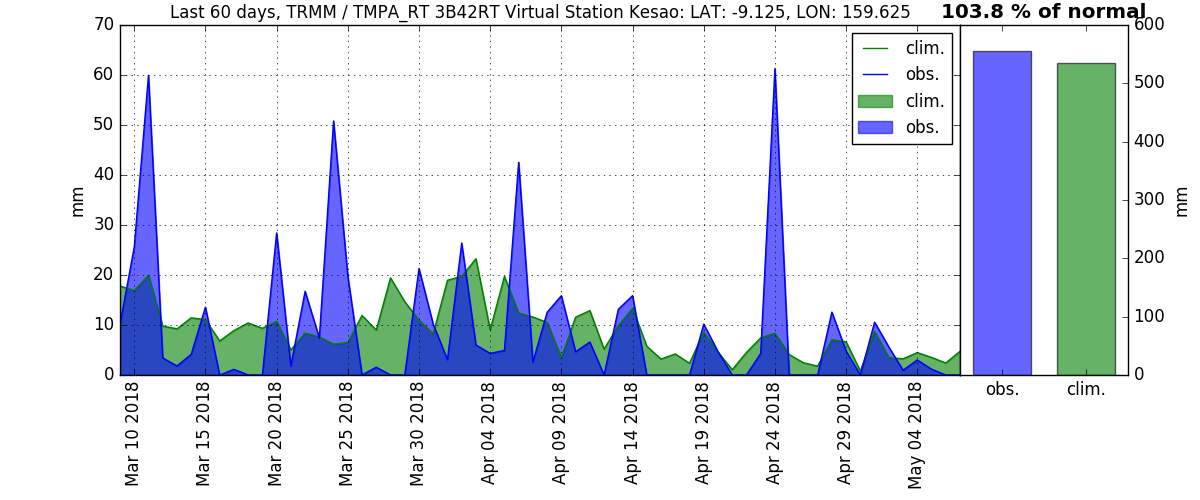 Last 60 days, TRMM / TMPA_RT 3B42RT Virtual Station Kesao: LAT: -9.125, LON: 159.625
103.8 % of normal
70
60
50
40
30
20
10
0
mm
clim.
obs.
clim.
obs.
Mar 10 2018
Mar 15 2018
Mar 20 2018
Mar 25 2018
Mar 30 2018
Apr 04 2018
Apr 09 2018
Apr 14 2018
Apr 19 2018
Apr 24 2018
Apr 29 2018
May 04 2018
600
500
400
300
200
100
0
mm
obs.
clim.